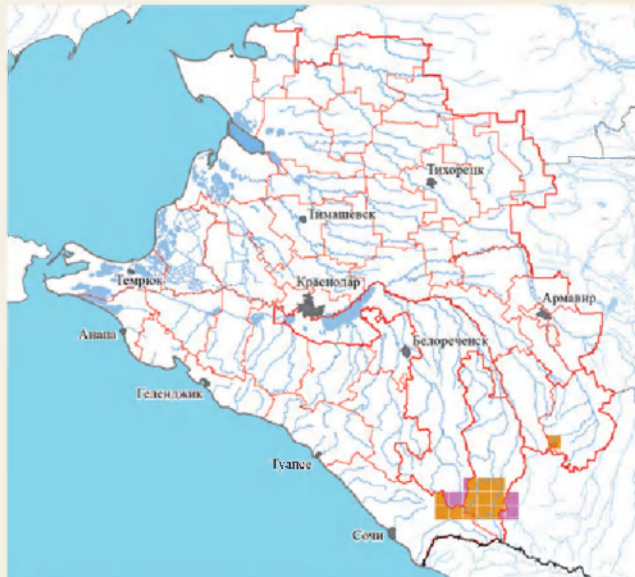 Тихорецк
Тимашевск
Темрюк
Краснодар
Армавир
Анапа
Белореченск
Геленджик
Туапсе
Сочи